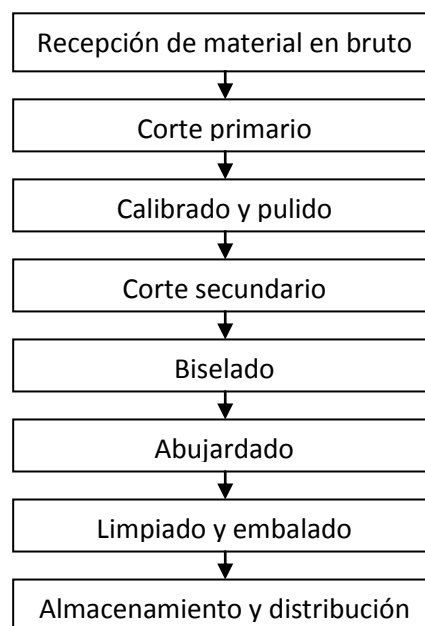 Recepción de material en bruto
Corte primario
Calibrado y pulido
Corte secundario
Biselado
Abujardado
Limpiado y embalado
Almacenamiento y distribución